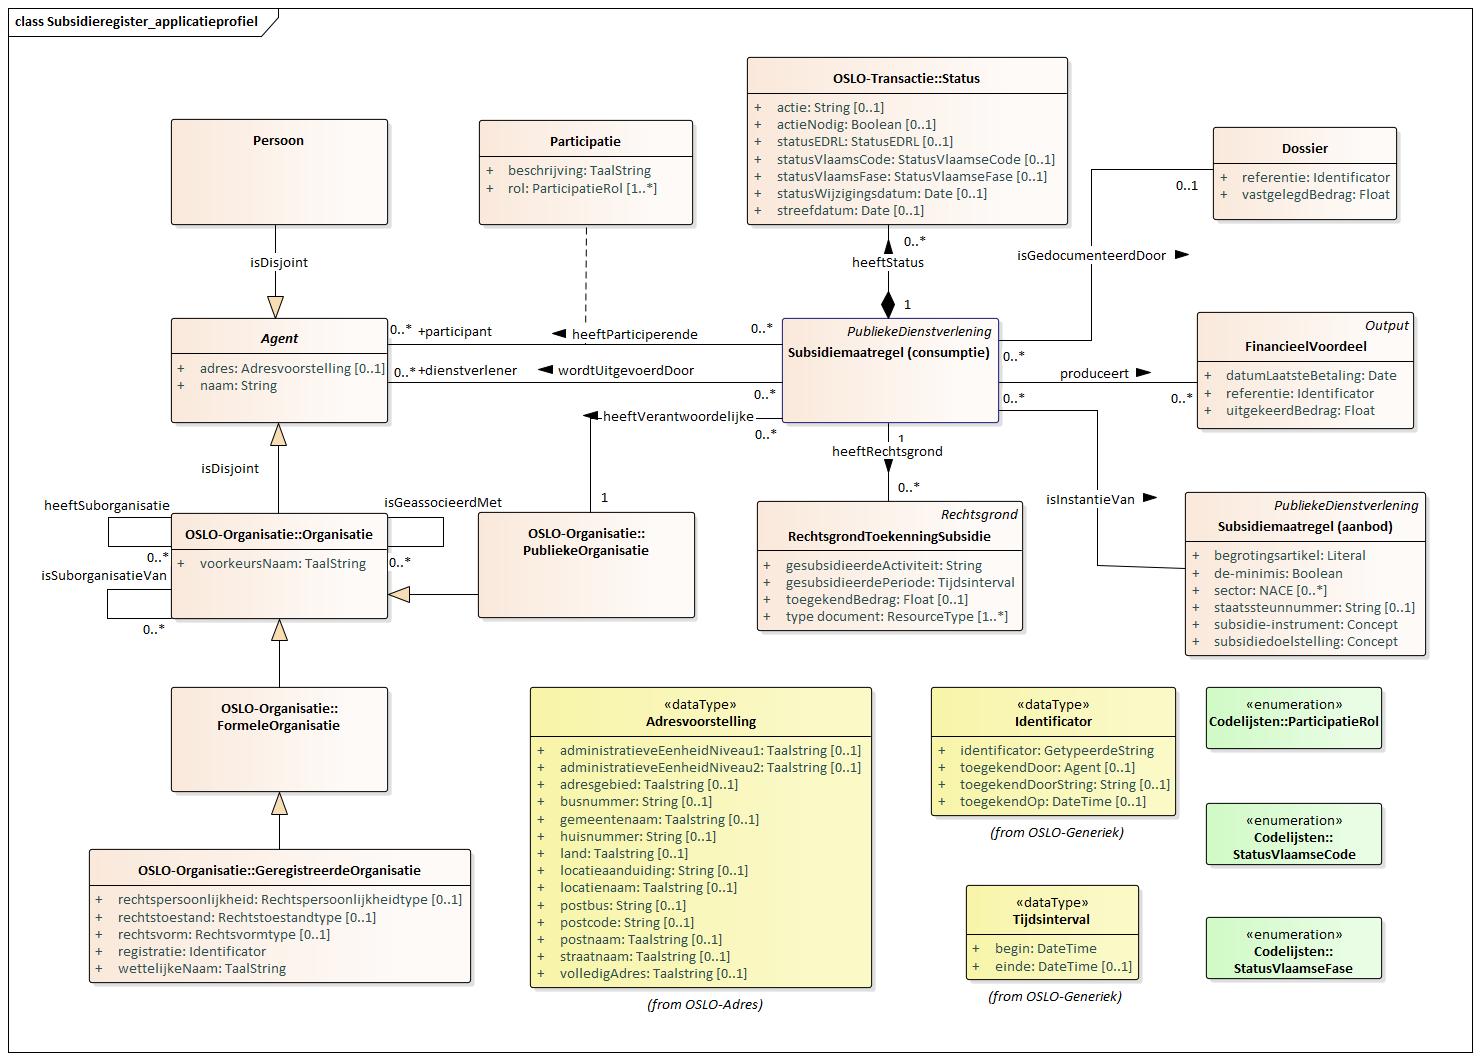 class Subsidieregister_applicatieprofiel
Persoon
Participatie
+ beschrijving: TaalString
+ rol: ParticipatieRol [1..*]
OSLO-Transactie::Status
+ actie: String [0..1]
+ actieNodig: Boolean [0..1]
+ statusEDRL: StatusEDRL [0..1]
+ statusVlaamsCode: StatusVlaamseCode [0..1]
+ statusVlaamsFase: StatusVlaamseFase [0..1]
+ statusWijzigingsdatum: Date [0..1]
+ streefdatum: Date [0..1]
Dossier
+ referentie: Identificator
+ vastgelegdBedrag: Float
0..1
isGedocumenteerdDoor
0..*
isDisjoint
0..*
heeftStatus
1
Agent
+ adres: Adresvoorstelling [0..1]
+ naam: String
0..* +participant
heeftParticiperende
0..*
0..* +dienstverlener
wordtUitgevoerdDoor
0..*
heeftVerantwoordelijke
0..*
1
PubliekeDienstverlening
Subsidiemaatregel (consumptie)
Output
FinancieelVoordeel
+ datumLaatsteBetaling: Date
+ referentie: Identificator
+ uitgekeerdBedrag: Float
produceert
0..*
0..*
1
heeftRechtsgrond
0..*
isInstantieVan
isDisjoint
heeftSuborganisatie
0..*
isSuborganisatieVan
0..*
isGeassocieerdMet
0..*
OSLO-Organisatie::Organisatie
+ voorkeursNaam: TaalString
OSLO-Organisatie::
PubliekeOrganisatie
Rechtsgrond
RechtsgrondToekenningSubsidie
+ gesubsidieerdeActiviteit: String
+ gesubsidieerdePeriode: Tijdsinterval
+ toegekendBedrag: Float [0..1]
+ type document: ResourceType [1..*]
PubliekeDienstverlening
Subsidiemaatregel (aanbod)
+ begrotingsartikel: Literal
+ de-minimis: Boolean
+ sector: NACE [0..*]
+ staatssteunnummer: String [0..1]
+ subsidie-instrument: Concept
+ subsidiedoelstelling: Concept
OSLO-Organisatie::
FormeleOrganisatie
OSLO-Organisatie::GeregistreerdeOrganisatie
+ rechtspersoonlijkheid: Rechtspersoonlijkheidtype [0..1]
+ rechtstoestand: Rechtstoestandtype [0..1]
+ rechtsvorm: Rechtsvormtype [0..1]
+ registratie: Identificator
+ wettelijkeNaam: TaalString
«dataType»
Adresvoorstelling
+ administratieveEenheidNiveau1: Taalstring [0..1]
+ administratieveEenheidNiveau2: Taalstring [0..1]
+ adresgebied: Taalstring [0..1]
+ busnummer: String [0..1]
+ gemeentenaam: Taalstring [0..1]
+ huisnummer: String [0..1]
+ land: Taalstring [0..1]
+ locatieaanduiding: String [0..1]
+ locatienaam: Taalstring [0..1]
+ postbus: String [0..1]
+ postcode: String [0..1]
+ postnaam: Taalstring [0..1]
+ straatnaam: Taalstring [0..1]
+ volledigAdres: Taalstring [0..1]
(from OSLO-Adres)
«dataType»
Identificator
+ identificator: GetypeerdeString
+ toegekendDoor: Agent [0..1]
+ toegekendDoorString: String [0..1]
+ toegekendOp: DateTime [0..1]
(from OSLO-Generiek)
«dataType»
Tijdsinterval
+ begin: DateTime
+ einde: DateTime [0..1]
(from OSLO-Generiek)
«enumeration»
Codelijsten::ParticipatieRol
«enumeration»
Codelijsten::
StatusVlaamseCode
«enumeration»
Codelijsten::
StatusVlaamseFase